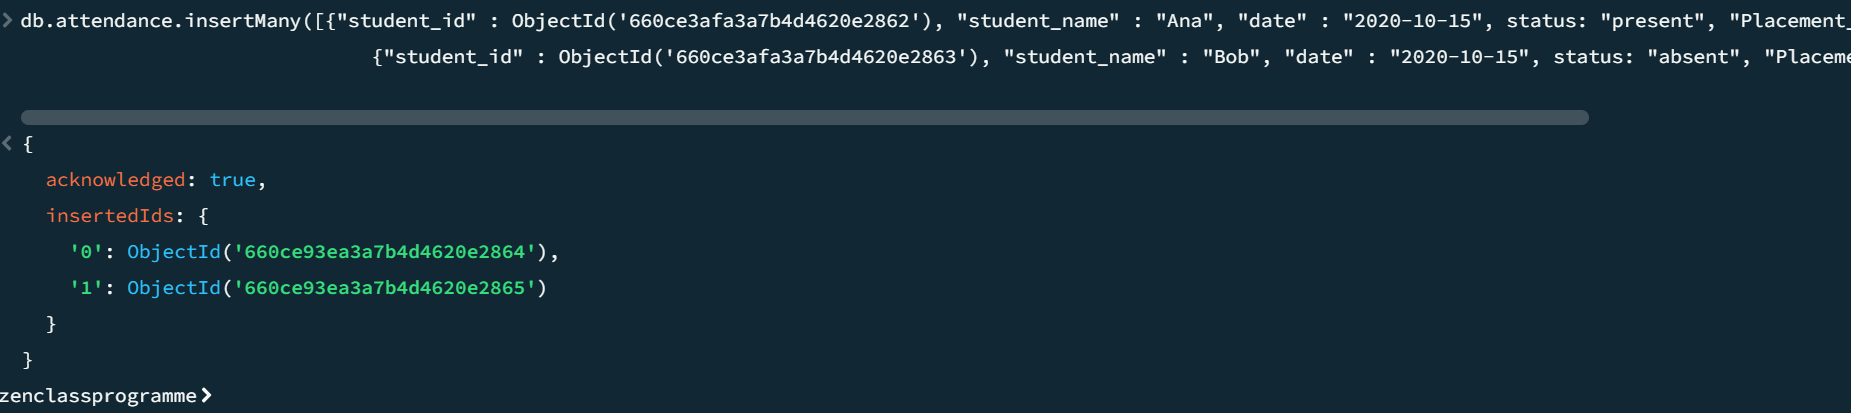 db.attendance.insertMany([{"student_id" : ObjectId('660ce3afa3a7b4d4620e2862'), "student_name" : "Ana", "date" : "2020-10-15", status: "present", "Placement_
{"student_id" : ObjectId('660ce3afa3a7b4d4620e2863'), "student_name" : "Bob", "date" : "2020-10-15", status: "absent", "Placeme
{
acknowledged: true,
insertedIds: {
'0': ObjectId('660ce93ea3a7b4d4620e2864'),
'1': ObjectId('660ce93ea3a7b4d4620e2865')
}
}
zenclassprogramme>